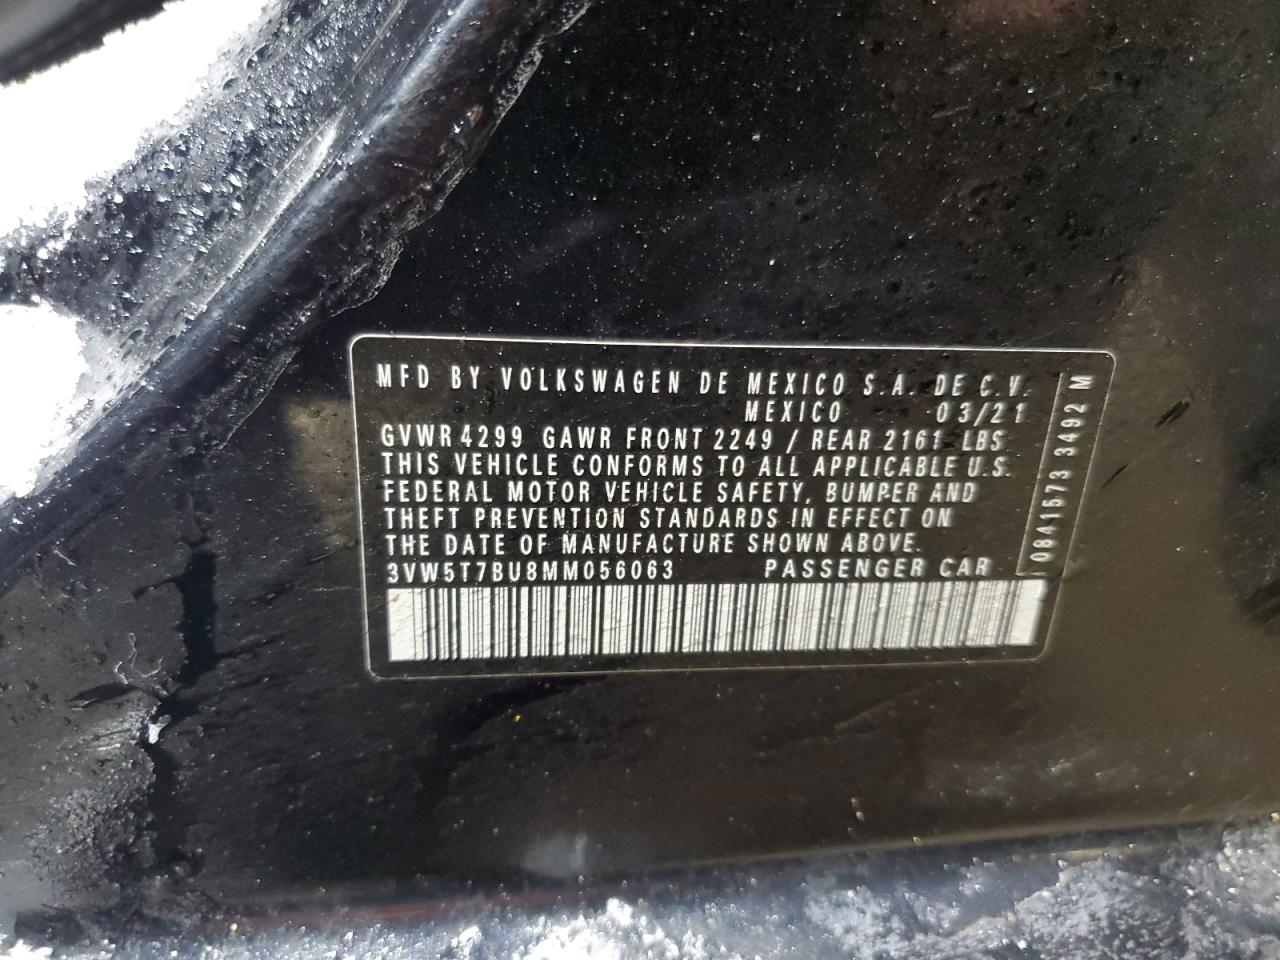 MFD BY VOLKSWAGEN DE MEXICO S.A. DE C.V.
MEXICO 03/21
GVWR 4299 GAWR FRONT 2249 / REAR 2161 LBS
THIS VEHICLE CONFORMS TO ALL APPLICABLE U.S.
FEDERAL MOTOR VEHICLE SAFETY, BUMPER AND
THEFT PREVENTION STANDARDS IN EFFECT ON
THE DATE OF MANUFACTURE SHOWN ABOVE.
3VW5T7BU8MM056063 PASSENGER CAR
0841573 3492 M